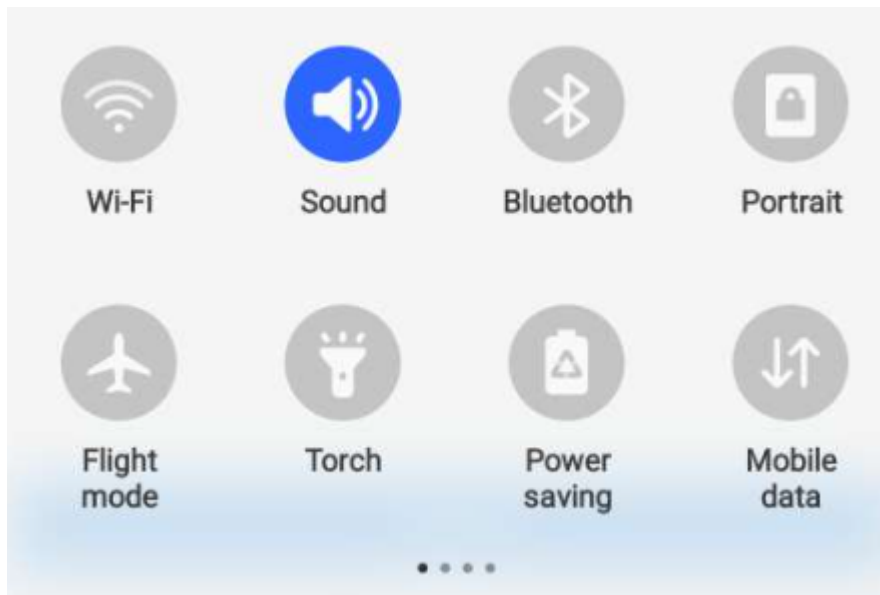 Wi-Fi Sound Bluetooth Portrait
Flight Torch Power Mobile
mode saving data